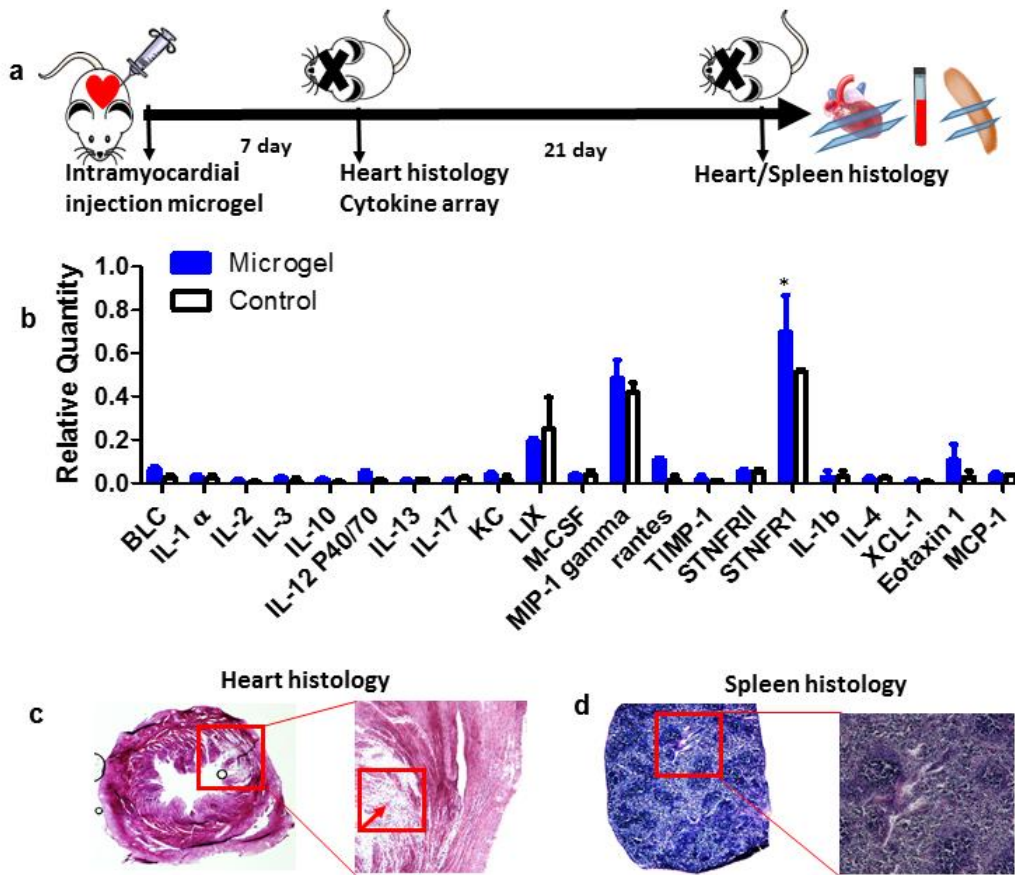 a
7 day
21 day
Intramyocardial
injection microgel
Heart histology
Cytokine array
Heart/Spleen histology
b
Relative Quantity
1.0
0.8
0.6
0.4
0.2
0.0
Microgel
Control
*
BLC
IL-1 α
IL-2
IL-3
IL-10
IL-12 P40/70
IL-13
IL-17
KC
LIX
M-CSF
MIP-1 gamma
rantes
TIMP-1
STNFRII
STNFR1
IL-1b
IL-4
XCL-1
Eotaxin 1
MCP-1
Heart histology
Spleen histology
c
d